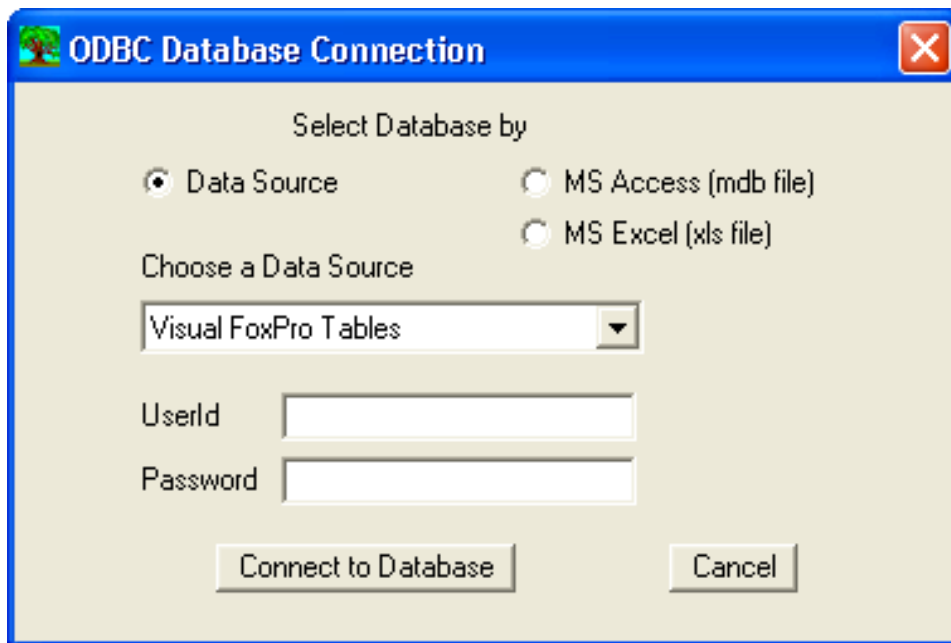 ODBC Database Connection
Select Database by
Data Source
MS Access (mdb file)
MS Excel (xls file)
Choose a Data Source
Visual FoxPro Tables
UserId
Password
Connect to Database
Cancel